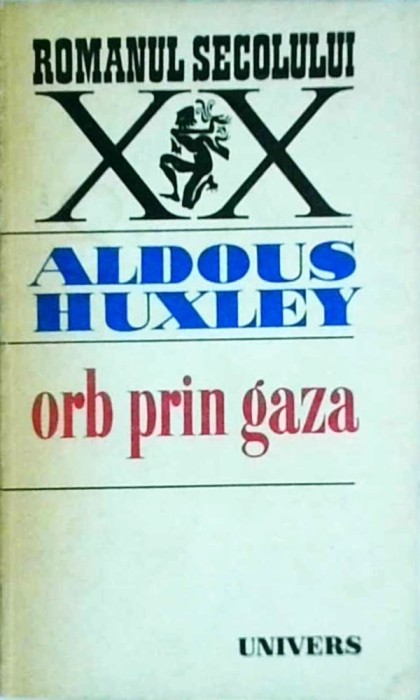 ROMANUL SECOLULUI
XX
ALDOUS
HUXLEY
orb prin gaza
UNIVERS